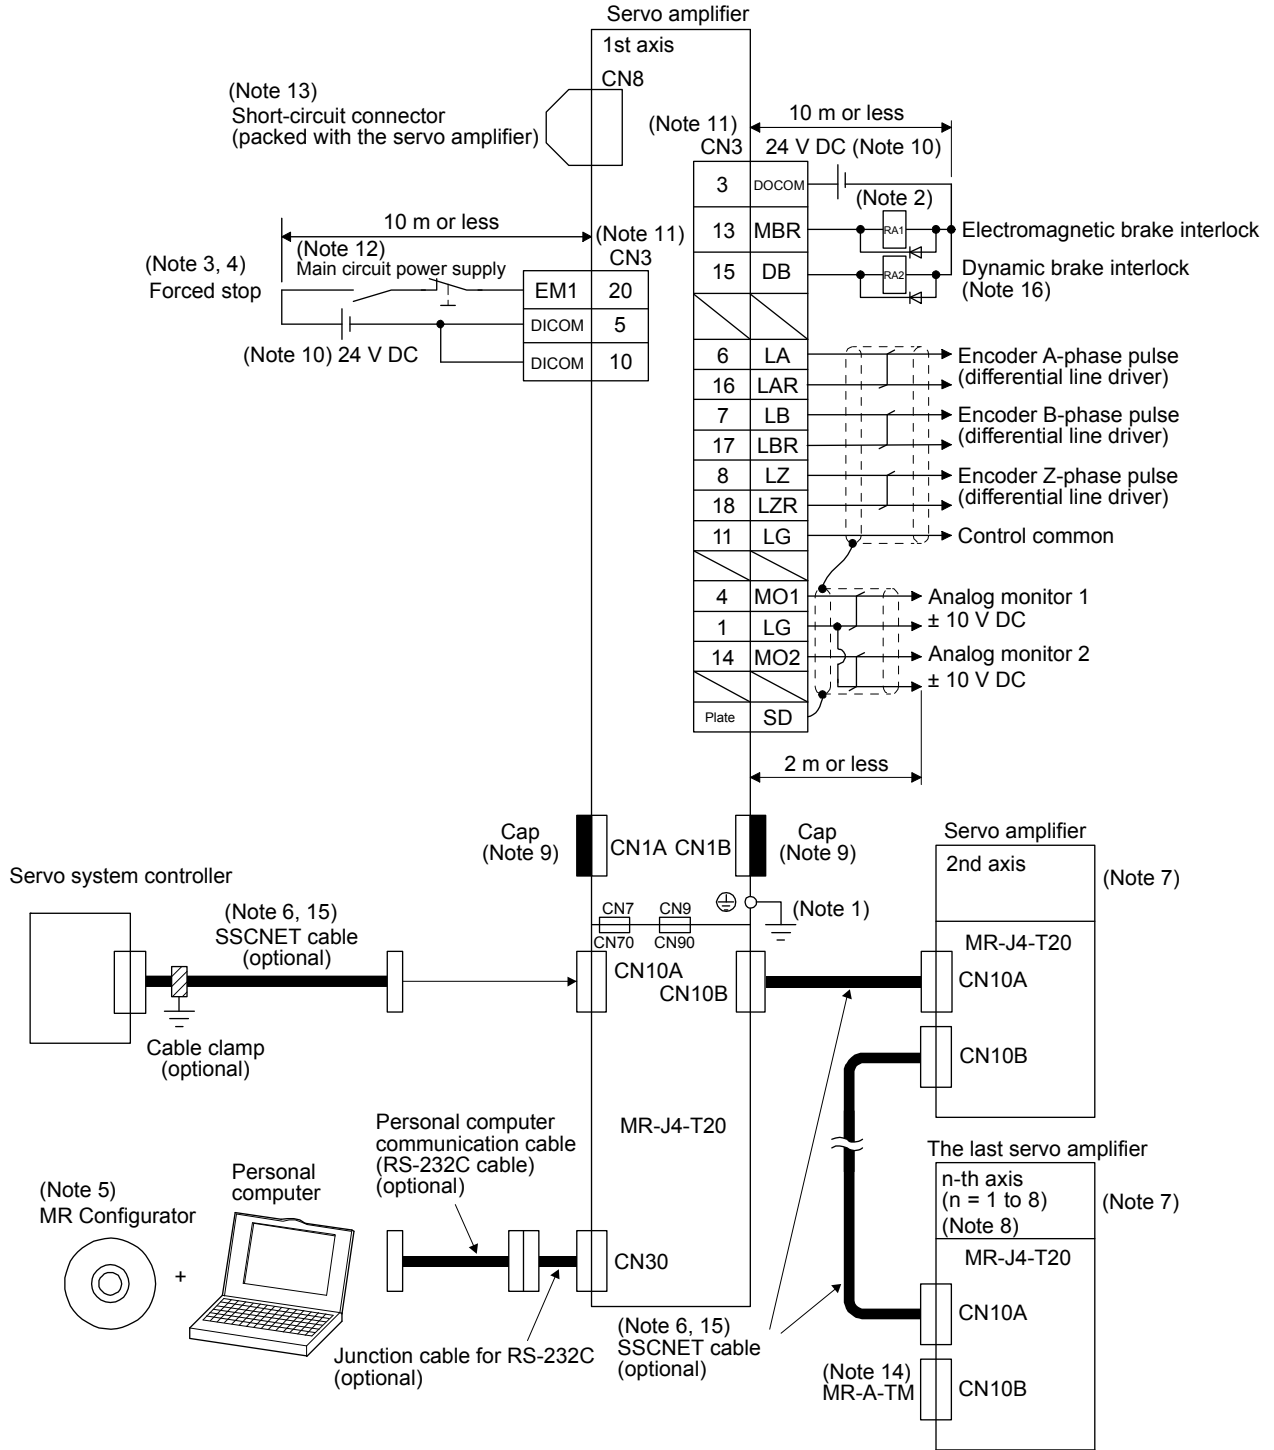 Servo amplifier
1st axis
CN8
(Note 13)
Short-circuit connector
(packed with the servo amplifier)
10 m or less
(Note 11)
CN3
24 V DC (Note 10)
3 DOCOM
(Note 2)
13 MBR
RA1
Electromagnetic brake interlock
15 DB
RA2
Dynamic brake interlock
(Note 16)
10 m or less
(Note 11)
CN3
(Note 12)
Main circuit power supply
(Note 3, 4)
Forced stop
EM1 20
DICOM 5
DICOM 10
(Note 10) 24 V DC
6 LA
Encoder A-phase pulse
(differential line driver)
16 LAR
7 LB
Encoder B-phase pulse
(differential line driver)
17 LBR
8 LZ
Encoder Z-phase pulse
(differential line driver)
18 LZR
11 LG
Control common
4 MO1
Analog monitor 1
± 10 V DC
1 LG
14 MO2
Analog monitor 2
± 10 V DC
Plate SD
2 m or less
Cap
(Note 9)
CN1A CN1B
Cap
(Note 9)
Servo amplifier
2nd axis
(Note 7)
Servo system controller
(Note 6, 15)
SSCNET cable
(optional)
CN7
CN70
CN9
CN90
(Note 1)
MR-J4-T20
CN10A
CN10B
CN10A
CN10B
Cable clamp
(optional)
MR-J4-T20
Personal computer
communication cable
(RS-232C cable)
(optional)
The last servo amplifier
n-th axis
(n = 1 to 8)
(Note 8)
(Note 7)
MR-J4-T20
(Note 5)
MR Configurator
+
Personal
computer
CN30
CN10A
Junction cable for RS-232C
(optional)
(Note 6, 15)
SSCNET cable
(optional)
(Note 14)
MR-A-TM
CN10B